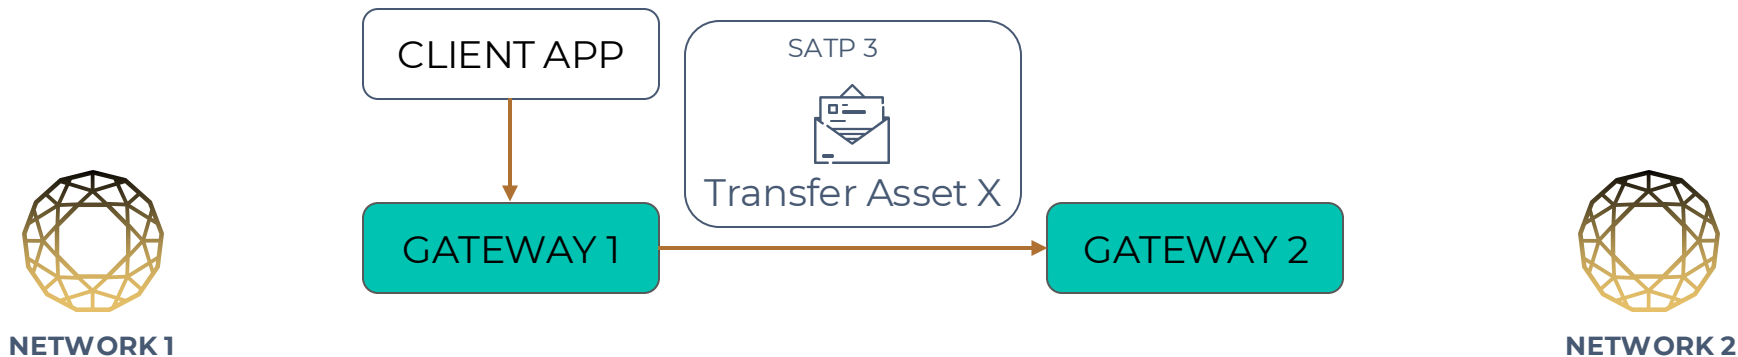 CLIENT APP
SATP 3
Transfer Asset X
GATEWAY 1
GATEWAY 2
NETWORK 1
NETWORK 2